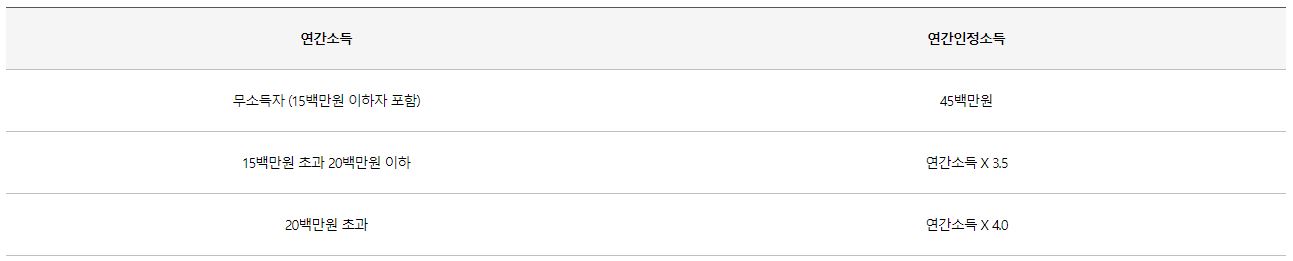 연간소득 연간인정소득
무소득자 (15백만원 이하자 포함) 45백만원
15백만원 초과 20백만원 이하 연간소득 X 3.5
20백만원 초과 연간소득 X 4.0